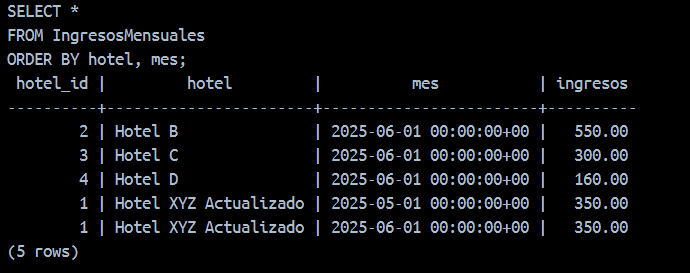 SELECT *
FROM IngresosMensuales
ORDER BY hotel, mes;
 hotel_id |         hotel         |          mes           | ingresos
----------+-----------------------+------------------------+----------
        2 | Hotel B               | 2025-06-01 00:00:00+00 |   550.00
        3 | Hotel C               | 2025-06-01 00:00:00+00 |   300.00
        4 | Hotel D               | 2025-06-01 00:00:00+00 |   160.00
        1 | Hotel XYZ Actualizado | 2025-05-01 00:00:00+00 |   350.00
        1 | Hotel XYZ Actualizado | 2025-06-01 00:00:00+00 |   350.00
(5 rows)